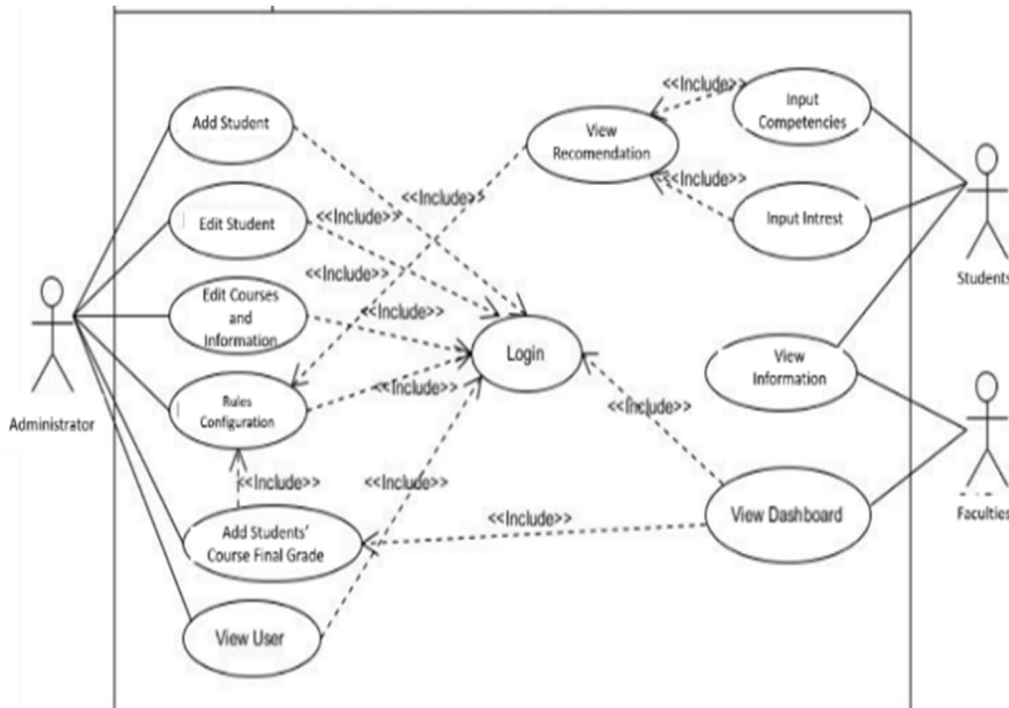 Add Student
<<Include>>
Input
Competencies
View
Recomendation
<<Include>>
Input Intrest
<<Include>>
Edit Student
<<Include>>
<<Include>>
Edit Courses
and
Information
<<Include>>
Login
View
Information
Students
Administrator
Rules
Configuration
<<Include>>
<<Include>>
<<Include>>
<<Include>>
Add Students'
Course Final Grade
<<Include>>
View Dashboard
Faculties
View User